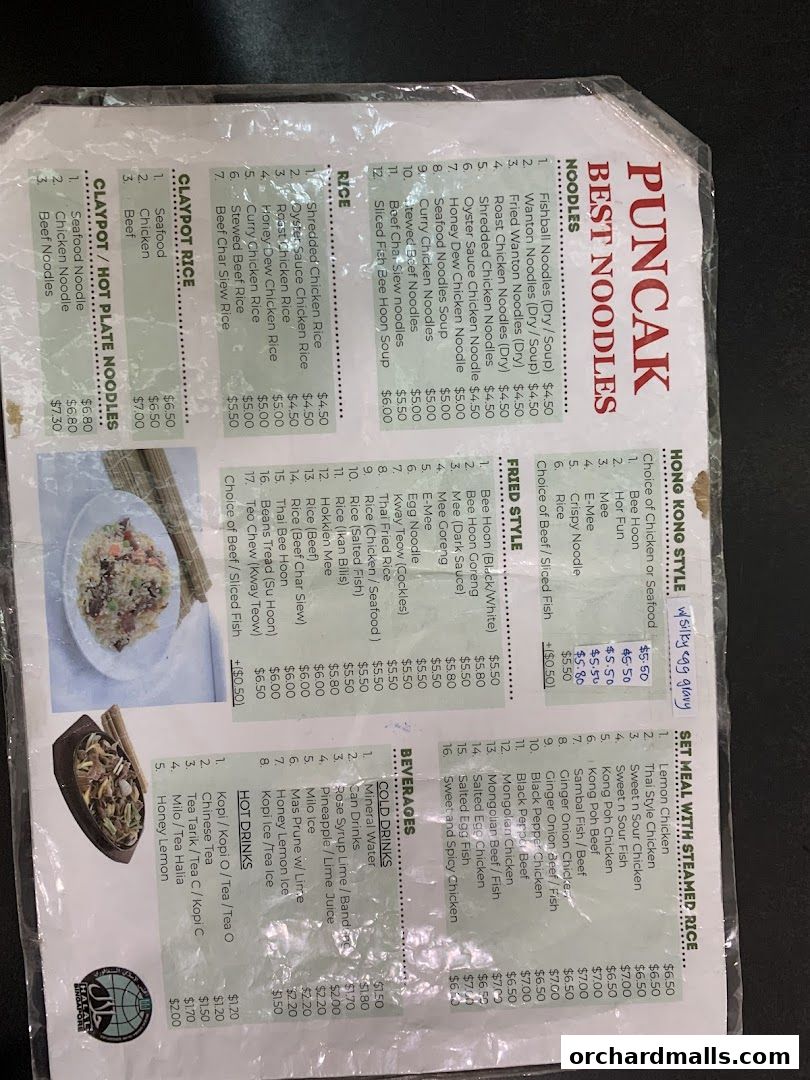 PUNCAK
BEST NOODLES
NOODLES
1. Fishball Noodles (Dry / Soup) $4.50
2. Wanton Noodles (Dry / Soup) $4.50
3. Fried Wanton Noodles (Dry) $4.50
4. Roast Chicken Noodles (Dry) $4.50
5. Shredded Chicken Noodles $4.50
6. Oyster Sauce Chicken Noodle $4.50
7. Honey Dew Chicken Noodle $5.00
8. Seafood Noodles Soup $5.00
9. Curry Chicken Noodles $5.00
10. Stewed Beef Noodles $5.00
11. Beef Char Siew noodles $5.50
12. Sliced Fish Bee Hoon Soup $6.00
RICE
1. Shredded Chicken Rice $4.50
2. Oyster Sauce Chicken Rice $4.50
3. Roast Chicken Rice $4.50
4. Honey Dew Chicken Rice $5.00
5. Curry Chicken Rice $5.00
6. Stewed Beef Rice $5.00
7. Beef Char Siew Rice $5.50
CLAYPOT RICE
1. Seafood $6.50
2. Chicken $6.50
3. Beef $7.00
CLAYPOT / HOT PLATE NOODLES
1. Seafood Noodle $6.80
2. Chicken Noodle $6.80
3. Beef Noodles $7.30
HONG KONG STYLE w/silky egg gravy
Choice of Chicken or Seafood
1. Bee Hoon $5.50
2. Hor Fun $5.50
3. Mee $5.50
4. E-Mee $5.50
5. Crispy Noodle $5.80
6. Rice $5.50
Choice of Beef / Sliced Fish +($0.50)
FRIED STYLE
1. Bee Hoon (Black/White) $5.50
2. Bee Hoon Goreng $5.80
3. Mee (Dark Sauce) $5.50
4. Mee Goreng $5.80
5. E-Mee $5.50
6. Egg Noodle $5.50
7. Kway Teow (Cockles) $5.50
8. Thai Fried Rice $5.50
9. Rice (Chicken / Seafood ) $5.50
10. Rice (Salted Fish) $5.50
11. Rice (Ikan Bilis) $5.50
12. Hokkien Mee $5.80
13. Rice (Beef) $6.00
14. Rice (Beef Char Siew) $6.00
15. Thai Bee Hoon $6.00
16. Beans Tread (Su Hoon) $6.00
17. Teo Chew (Kway Teow) $6.50
Choice of Beef / Sliced Fish +($0.50)
SET MEAL WITH STEAMED RICE
1. Lemon Chicken $6.50
2. Thai Style Chicken $6.50
3. Sweet n Sour Chicken $6.50
4. Sweet n Sour Fish $7.00
5. Kong Poh Chicken $6.50
6. Kong Poh Beef $7.00
7. Sambal Fish / Beef $7.00
8. Ginger Onion Chicken $6.50
9. Ginger Onion Beef / Fish $7.00
10. Black Pepper Chicken $6.50
11. Black Pepper Beef $7.00
12. Mongolian Chicken $6.50
13. Mongolian Beef / Fish $7.00
14. Salted Egg Chicken $6.50
15. Salted Egg Fish $7.00
16. Sweet and Spicy Chicken $6.50
BEVERAGES
COLD DRINKS
1. Mineral Water $1.50
2. Can Drinks $1.80
3. Rose Syrup Lime / Bandung $1.70
4. Pineapple / Lime Juice $2.00
5. Milo Ice $2.20
6. Mas Prune w/ Lime $2.20
7. Honey Lemon Ice $2.20
8. Kopi Ice /Tea Ice $1.50
HOT DRINKS
1. Kopi / Kopi O / Tea / Tea O $1.20
2. Chinese Tea $1.20
3. Tea Tarik / Tea C / Kopi C $1.50
4. Milo / Tea Halia $1.70
5. Honey Lemon $2.00
حلال
HALAL
SINGAPORE
orchardmalls.com